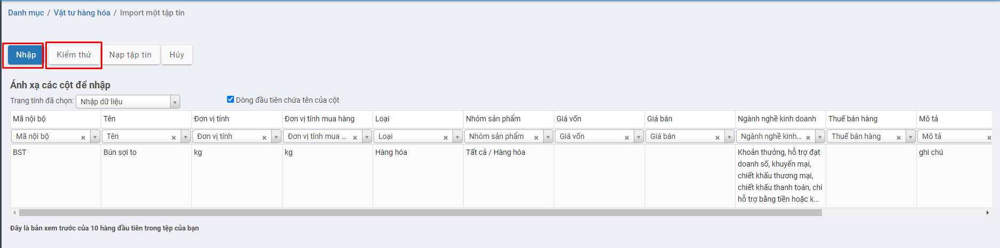 Danh mục / Vật tư hàng hóa / Import một tập tin
Nhập Kiểm thử Nạp tập tin Hủy
Ánh xạ các cột để nhập
Trang tính đã chọn: Nhập dữ liệu Dòng đầu tiên chứa tên của cột
Mã nội bộ Tên Đơn vị tính Đơn vị tính mua hàng Loại Nhóm sản phẩm Giá vốn Giá bán Ngành nghề kinh doanh Thuế bán hàng Mô tả
Mã nội bộ Tên Đơn vị tính Đơn vị tính mua ... Loại Nhóm sản phẩm Giá vốn Giá bán Ngành nghề kinh... Thuế bán hàng Mô tả
BST Bún sợi to kg kg Hàng hóa Tất cả / Hàng hóa Khoản thưởng, hỗ trợ đạt ghi chú
doanh số, khuyến mại,
chiết khấu thương mại,
chiết khấu thanh toán, chi
hỗ trợ bằng tiền hoặc k...
Đây là bản xem trước của 10 hàng đầu tiên trong tệp của bạn